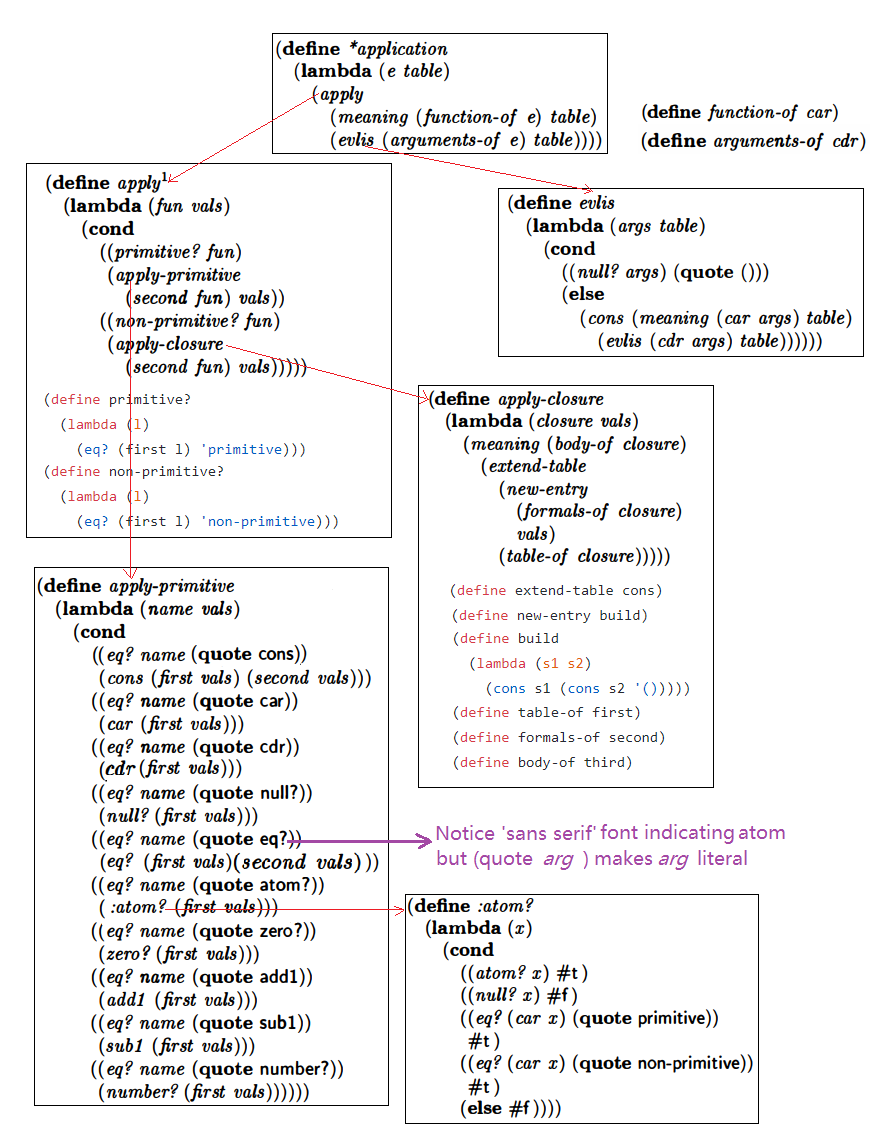 (define *application
(lambda (e table)
(apply
(meaning (function-of e) table)
(evlis (arguments-of e) table))))
(define function-of car)
(define arguments-of cdr)
(define apply¹
(lambda (fun vals)
(cond
((primitive? fun)
(apply-primitive
(second fun) vals))
((non-primitive? fun)
(apply-closure
(second fun) vals)))))
(define primitive?
(lambda (l)
(eq? (first l) 'primitive)))
(define non-primitive?
(lambda (l)
(eq? (first l) 'non-primitive)))
(define evlis
(lambda (args table)
(cond
((null? args) (quote ()))
(else
(cons (meaning (car args) table)
(evlis (cdr args) table))))))
(define apply-closure
(lambda (closure vals)
(meaning (body-of closure)
(extend-table
(new-entry
(formals-of closure)
vals)
(table-of closure)))))
(define extend-table cons)
(define new-entry build)
(define build
(lambda (s1 s2)
(cons s1 (cons s2 '()))))
(define table-of first)
(define formals-of second)
(define body-of third)
(define apply-primitive
(lambda (name vals)
(cond
((eq? name (quote cons))
(cons (first vals) (second vals)))
((eq? name (quote car))
(car (first vals)))
((eq? name (quote cdr))
(cdr (first vals)))
((eq? name (quote null?))
(null? (first vals)))
((eq? name (quote eq?))
(eq? (first vals)(second vals)))
((eq? name (quote atom?))
( :atom? (first vals)))
((eq? name (quote zero?))
(zero? (first vals)))
((eq? name (quote add1))
(add1 (first vals)))
((eq? name (quote sub1))
(sub1 (first vals)))
((eq? name (quote number?))
(number? (first vals))))))
Notice 'sans serif' font indicating atom
but (quote arg ) makes arg literal
(define :atom?
(lambda (x)
(cond
((atom? x) #t )
((null? x) #f )
((eq? (car x) (quote primitive))
#t )
((eq? (car x) (quote non-primitive))
#t )
(else #f ))))